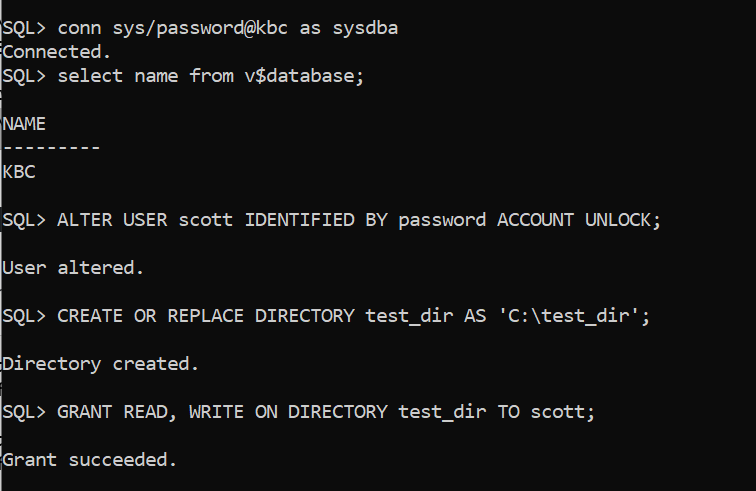 SQL> conn sys/password@kbc as sysdba
Connected.
SQL> select name from v$database;
NAME
---------
KBC
SQL> ALTER USER scott IDENTIFIED BY password ACCOUNT UNLOCK;
User altered.
SQL> CREATE OR REPLACE DIRECTORY test_dir AS 'C:\test_dir';
Directory created.
SQL> GRANT READ, WRITE ON DIRECTORY test_dir TO scott;
Grant succeeded.